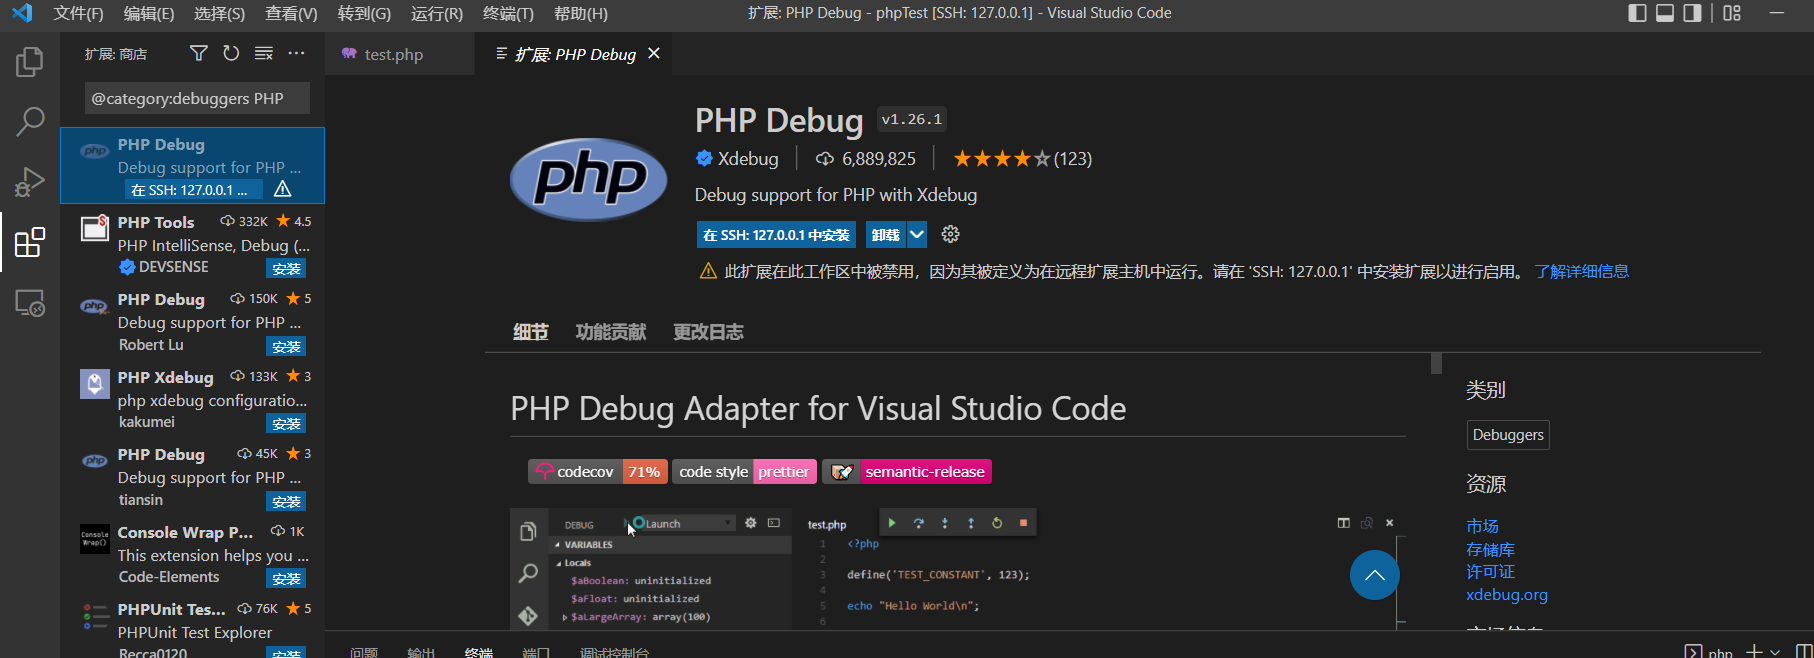 文件(F) 编辑(E) 选择(S) 查看(V) 转到(G) 运行(R) 终端(T) 帮助(H) 扩展: PHP Debug - phpTest [SSH: 127.0.0.1] - Visual Studio Code
扩展: 商店
test.php
扩展: PHP Debug
@category:debuggers PHP
PHP Debug
Debug support for PHP ...
在 SSH: 127.0.0.1 ...
PHP Tools 332K 4.5
PHP IntelliSense, Debug (...
DEVSENSE 安装
PHP Debug 150K 5
Debug support for PHP ...
Robert Lu 安装
PHP Xdebug 133K 3
php xdebug configuratio...
kakumei 安装
PHP Debug 45K 3
Debug support for PHP ...
tiansin 安装
Console Wrap()
Console Wrap P... 1K
This extension helps you ...
Code-Elements 安装
PHPUnit Tes... 76K 5
PHPUnit Test Explorer
Recca0120 安装
php
PHP Debug v1.26.1
Xdebug 6,889,825 (123)
Debug support for PHP with Xdebug
在 SSH: 127.0.0.1 中安装 卸载
此扩展在此工作区中被禁用，因为其被定义为在远程扩展主机中运行。请在 'SSH: 127.0.0.1' 中安装扩展以进行启用。 了解详细信息
细节 功能贡献 更改日志
PHP Debug Adapter for Visual Studio Code
codecov 71% code style prettier semantic-release
DEBUG Launch
VARIABLES
Locals
$aBoolean: uninitialized
$aFloat: uninitialized
$aLargeArray: array(100)
test.php
1 <?php
2
3 define('TEST_CONSTANT', 123);
4
5 echo "Hello World\n";
6
类别
Debuggers
资源
市场
存储库
许可证
xdebug.org
市场信息
问题 输出 终端 端口 调试控制台
php